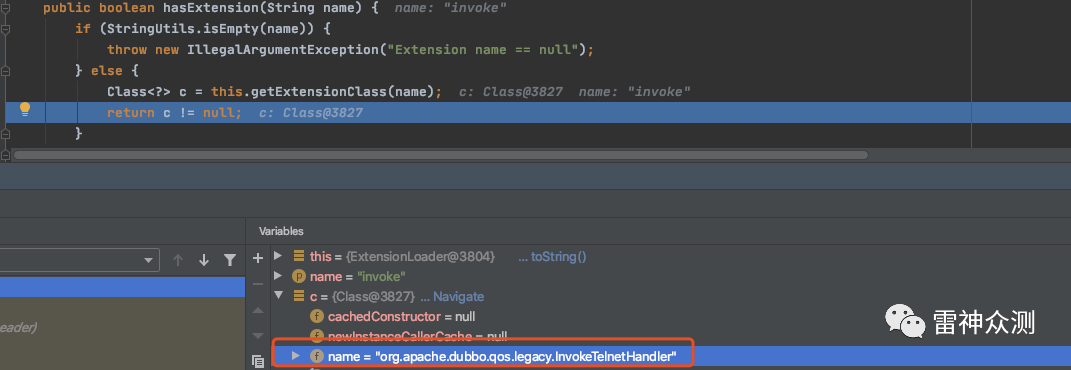 public boolean hasExtension(String name) {  name: "invoke"
if (StringUtils.isEmpty(name)) {
throw new IllegalArgumentException("Extension name == null");
} else {
Class<?> c = this.getExtensionClass(name);  c: Class@3827  name: "invoke"
return c != null;  c: Class@3827
}
Variables
this = {ExtensionLoader@3804} ... toString()
name = "invoke"
c = {Class@3827} ... Navigate
eader)
cachedConstructor = null
newInstanceCallerCache = null
name = "org.apache.dubbo.qos.legacy.InvokeTelnetHandler"
雷神众测